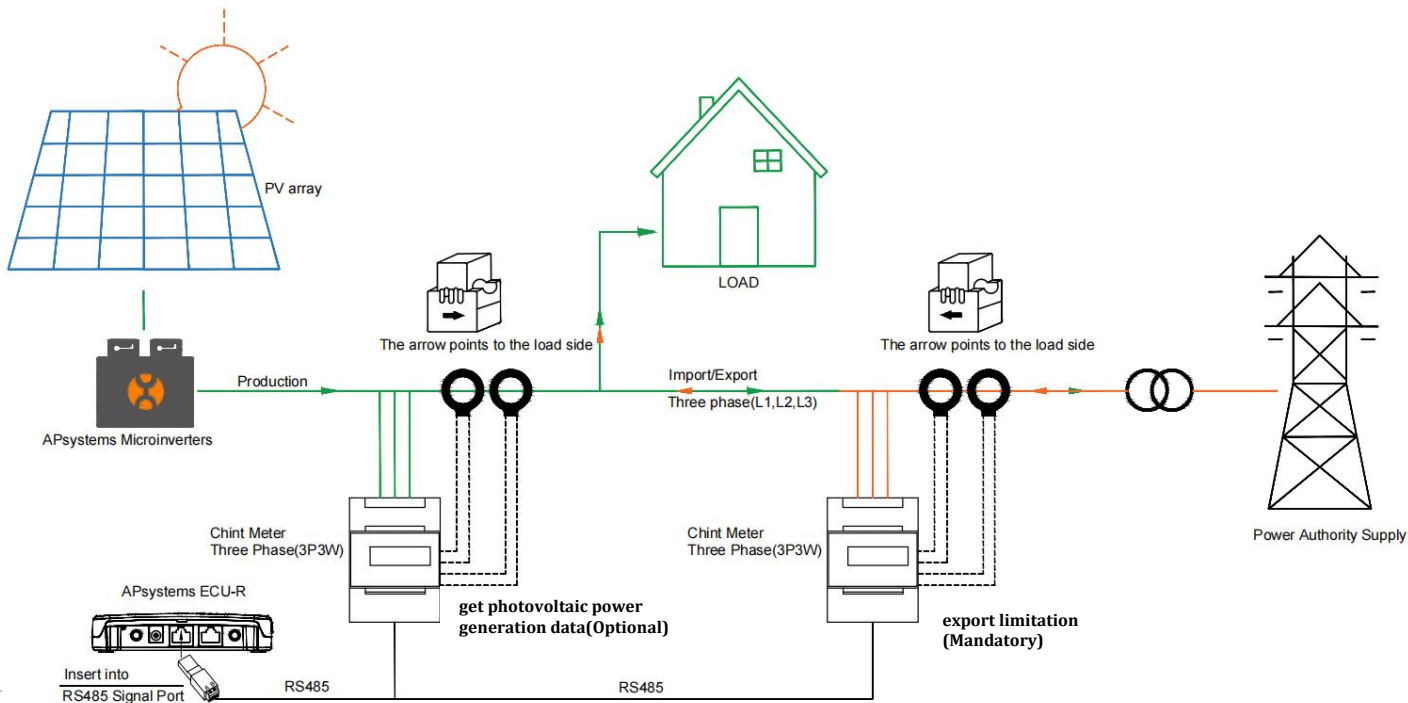 PV array
LOAD
The arrow points to the load side
The arrow points to the load side
Production
Import/Export
Three phase(L1,L2,L3)
APsystems Microinverters
Chint Meter
Three Phase(3P3W)
Chint Meter
Three Phase(3P3W)
Power Authority Supply
APsystems ECU-R
get photovoltaic power
generation data(Optional)
export limitation
(Mandatory)
Insert into
RS485 Signal Port
RS485
RS485